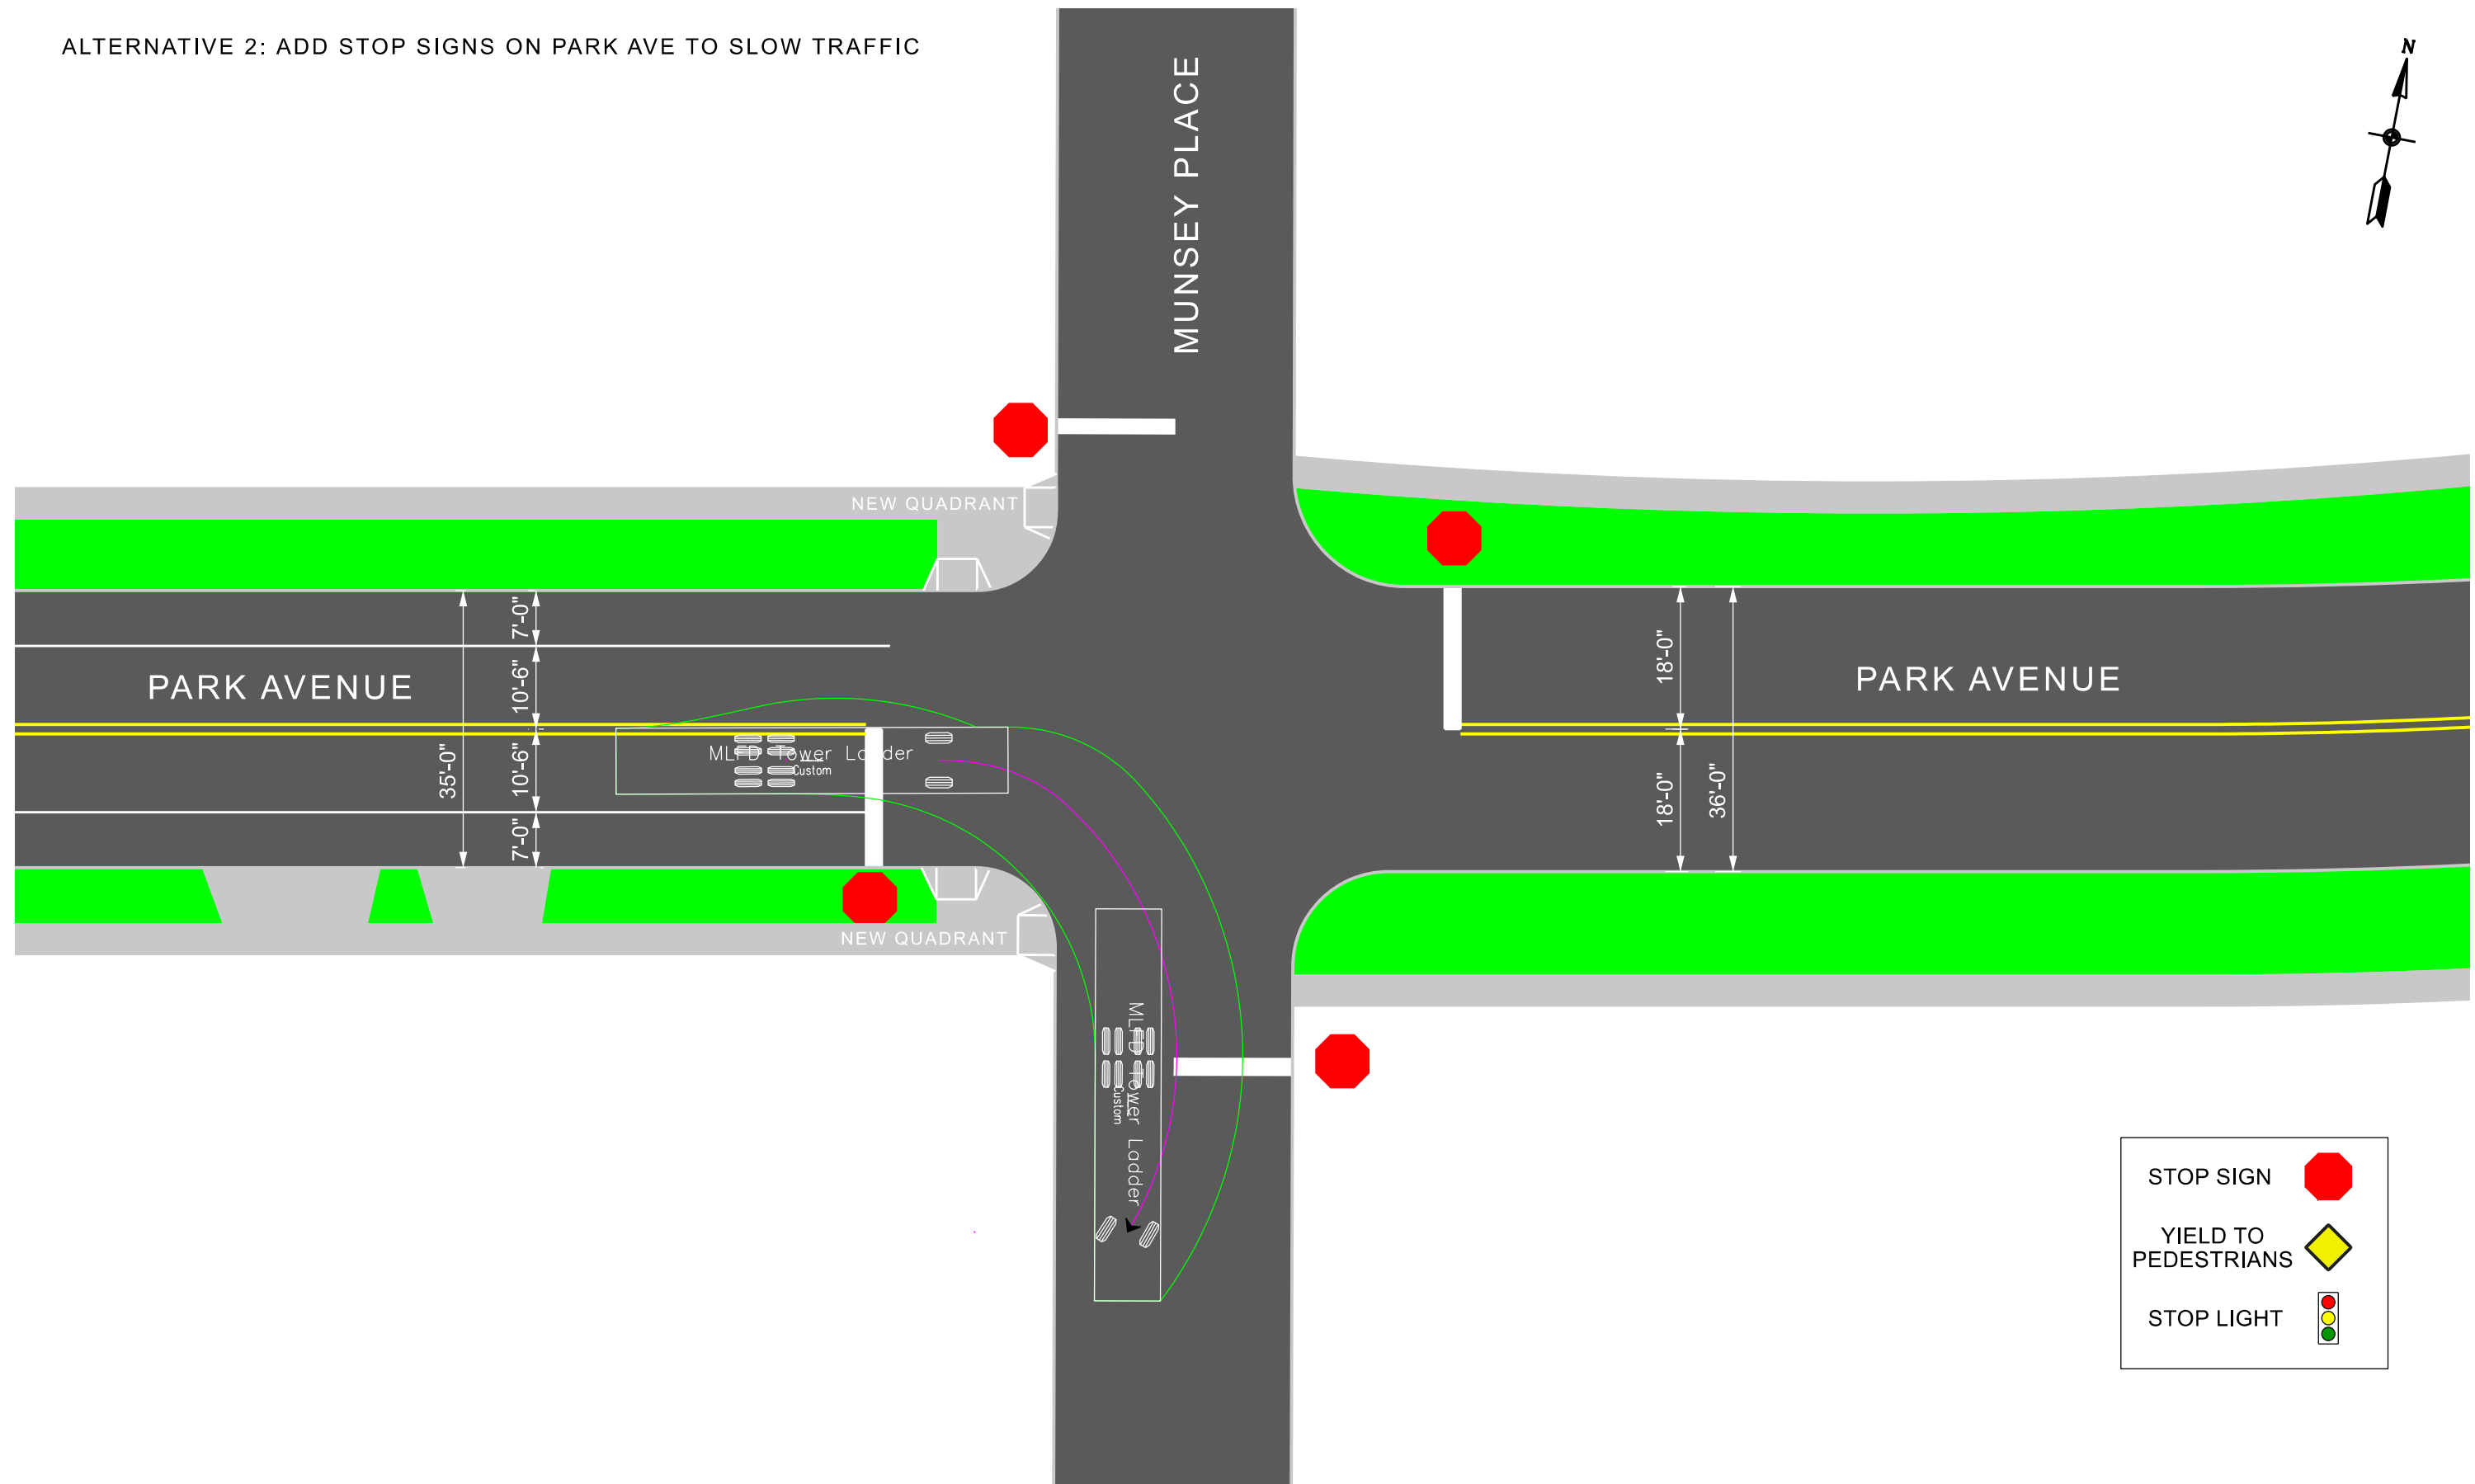 ALTERNATIVE 2: ADD STOP SIGNS ON PARK AVE TO SLOW TRAFFIC
N
MUNSEY PLACE
NEW QUADRANT
7'-0"
10'-6"
35'-0"
10'-6"
7'-0"
PARK AVENUE
MLFD Tower Ladder
Custom
18'-0"
18'-0"
36'-0"
PARK AVENUE
NEW QUADRANT
MLFD Tower Ladder
Custom
STOP SIGN
YIELD TO
PEDESTRIANS
STOP LIGHT